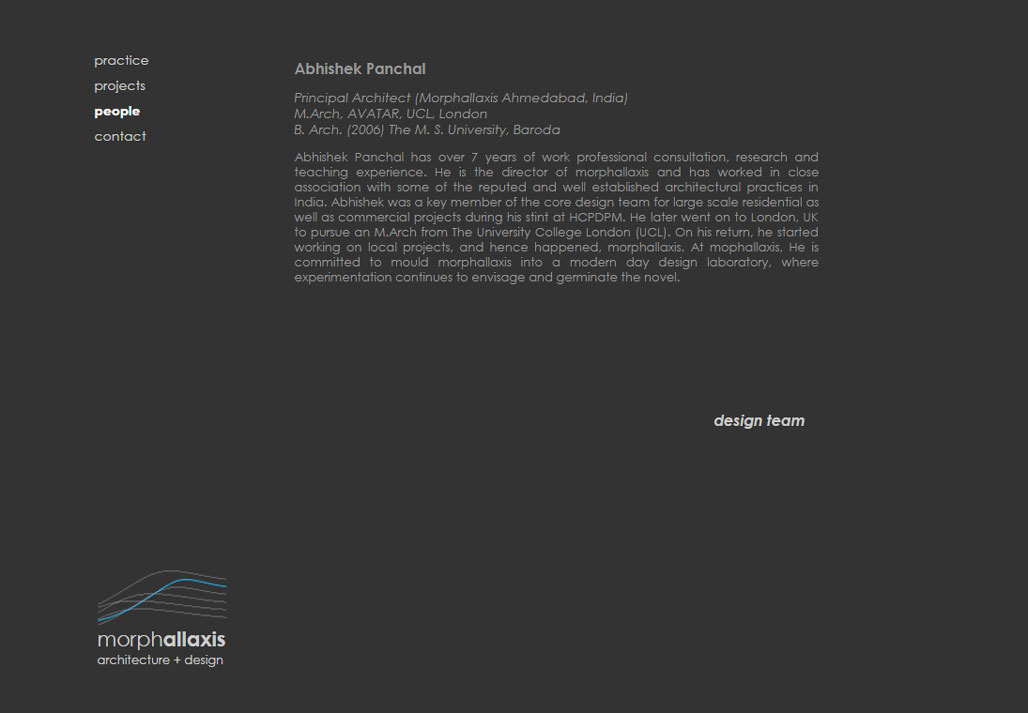 practice
projects
people
contact
Abhishek Panchal
Principal Architect (Morphallaxis Ahmedabad, India)
M.Arch, AVATAR, UCL, London
B. Arch. (2006) The M. S. University, Baroda
Abhishek Panchal has over 7 years of work professional consultation, research and
teaching experience. He is the director of morphallaxis and has worked in close
association with some of the reputed and well established architectural practices in
India. Abhishek was a key member of the core design team for large scale residential as
well as commercial projects during his stint at HCPDPM. He later went on to London, UK
to pursue an M.Arch from The University College London (UCL). On his return, he started
working on local projects, and hence happened, morphallaxis. At mophallaxis, He is
committed to mould morphallaxis into a modern day design laboratory, where
experimentation continues to envisage and germinate the novel.
design team
morphallaxis
architecture + design